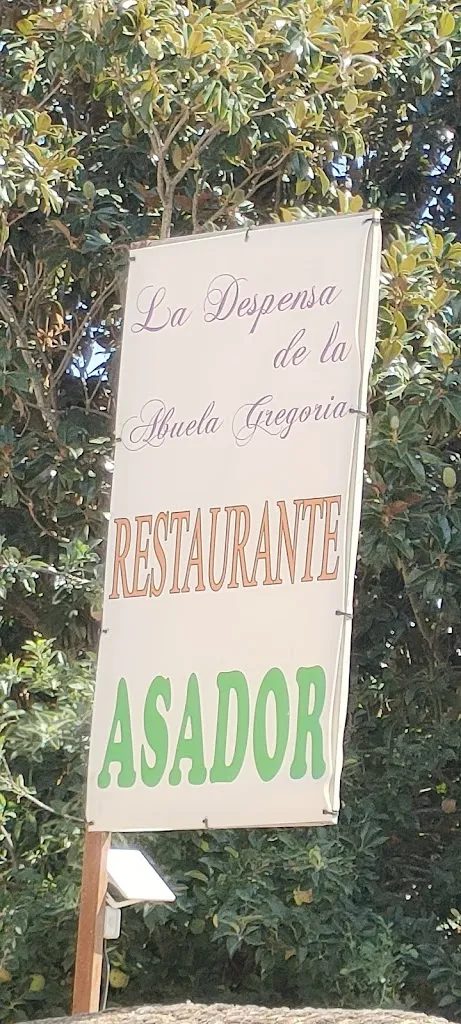 La Despensa
de la
Abuela Gregoria
RESTAURANTE
ASADOR